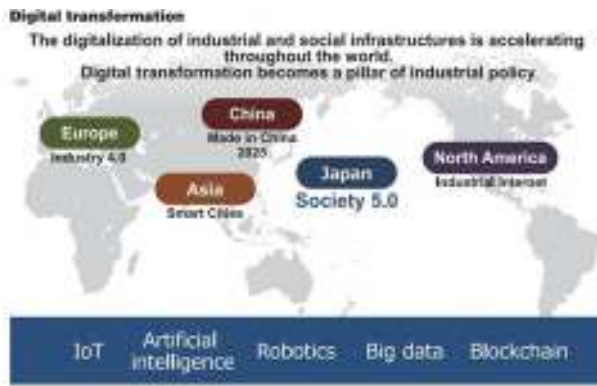 Digital transformation
The digitalization of industrial and social infrastructures is accelerating
throughout the world.
Digital transformation becomes a pillar of industrial policy.
China
Made in China
2025
Europe
Industry 4.0
North America
Industrial Internet
Japan
Society 5.0
Asia
Smart Cities
IoT
Artificial
intelligence
Robotics
Big data
Blockchain